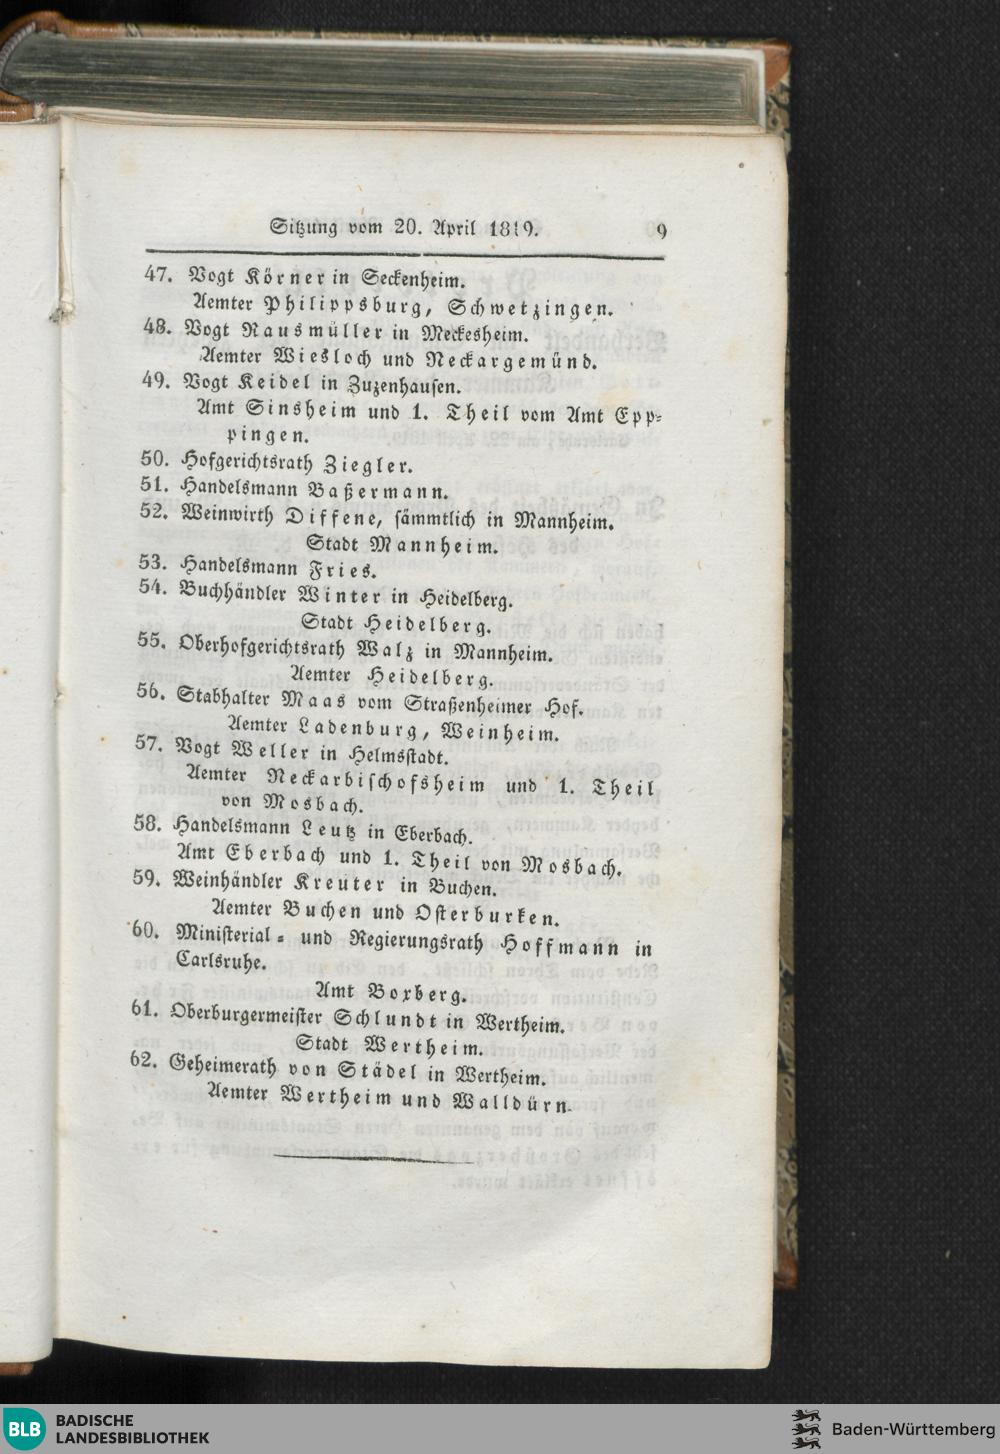 Sitzung vom 20. April 1819. 9
47. Vogt Körner in Seckenheim.
Aemter Philippsburg, Schwetzingen.
48. Vogt Rausmüller in Meckesheim.
Aemter Wiesloch und Neckargemünd.
49. Vogt Keidel in Zuzenhausen.
Amt Sinsheim und 1. Theil vom Amt Epp-
pingen.
50. Hofgerichtsrath Ziegler.
51. Handelsmann Baßermann.
52. Weinwirth Diffene, sämmtlich in Mannheim.
Stadt Mannheim.
53. Handelsmann Fries.
54. Buchhändler Winter in Heidelberg.
Stadt Heidelberg.
55. Oberhofgerichtsrath Walz in Mannheim.
Aemter Heidelberg.
56. Stabhalter Maas vom Straßenheimer Hof.
Aemter Ladenburg, Weinheim.
57. Vogt Weller in Helmsstadt.
Aemter Neckarbischofsheim und 1. Theil
von Mosbach.
58. Handelsmann Leutz in Eberbach.
Amt Eberbach und 1. Theil von Mosbach.
59. Weinhändler Kreuter in Buchen.
Aemter Buchen und Osterburken.
60. Ministerial- und Regierungsrath Hoffmann in
Carlsruhe.
Amt Boxberg.
61. Oberburgermeister Schlundt in Wertheim.
Stadt Wertheim.
62. Geheimerath von Städel in Wertheim.
Aemter Wertheim und Walldürn.
BLB BADISCHE
LANDESBIBLIOTHEK
Baden-Württemberg